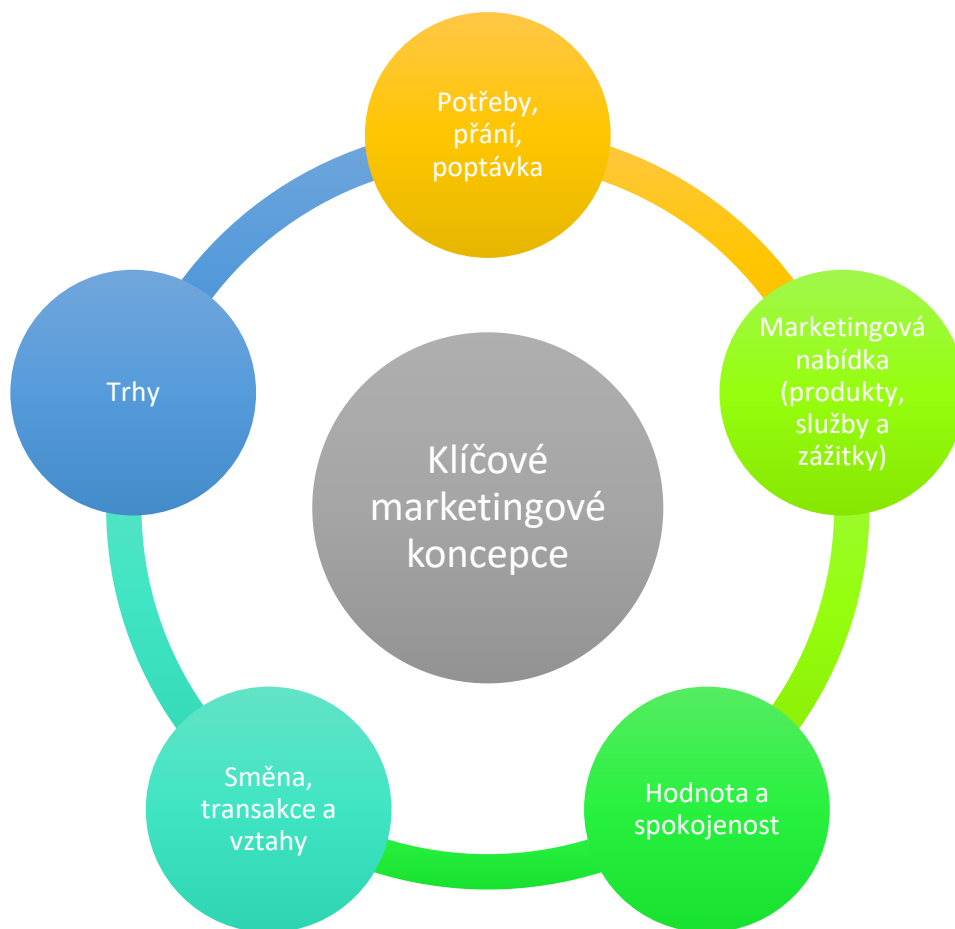 Potřeby,
přání,
poptávka
Marketingová
nabídka
(produkty,
služby a
zážitky)
Hodnota a
spokojenost
Směna,
transakce a
vztahy
Trhy
Klíčové
marketingové
koncepce